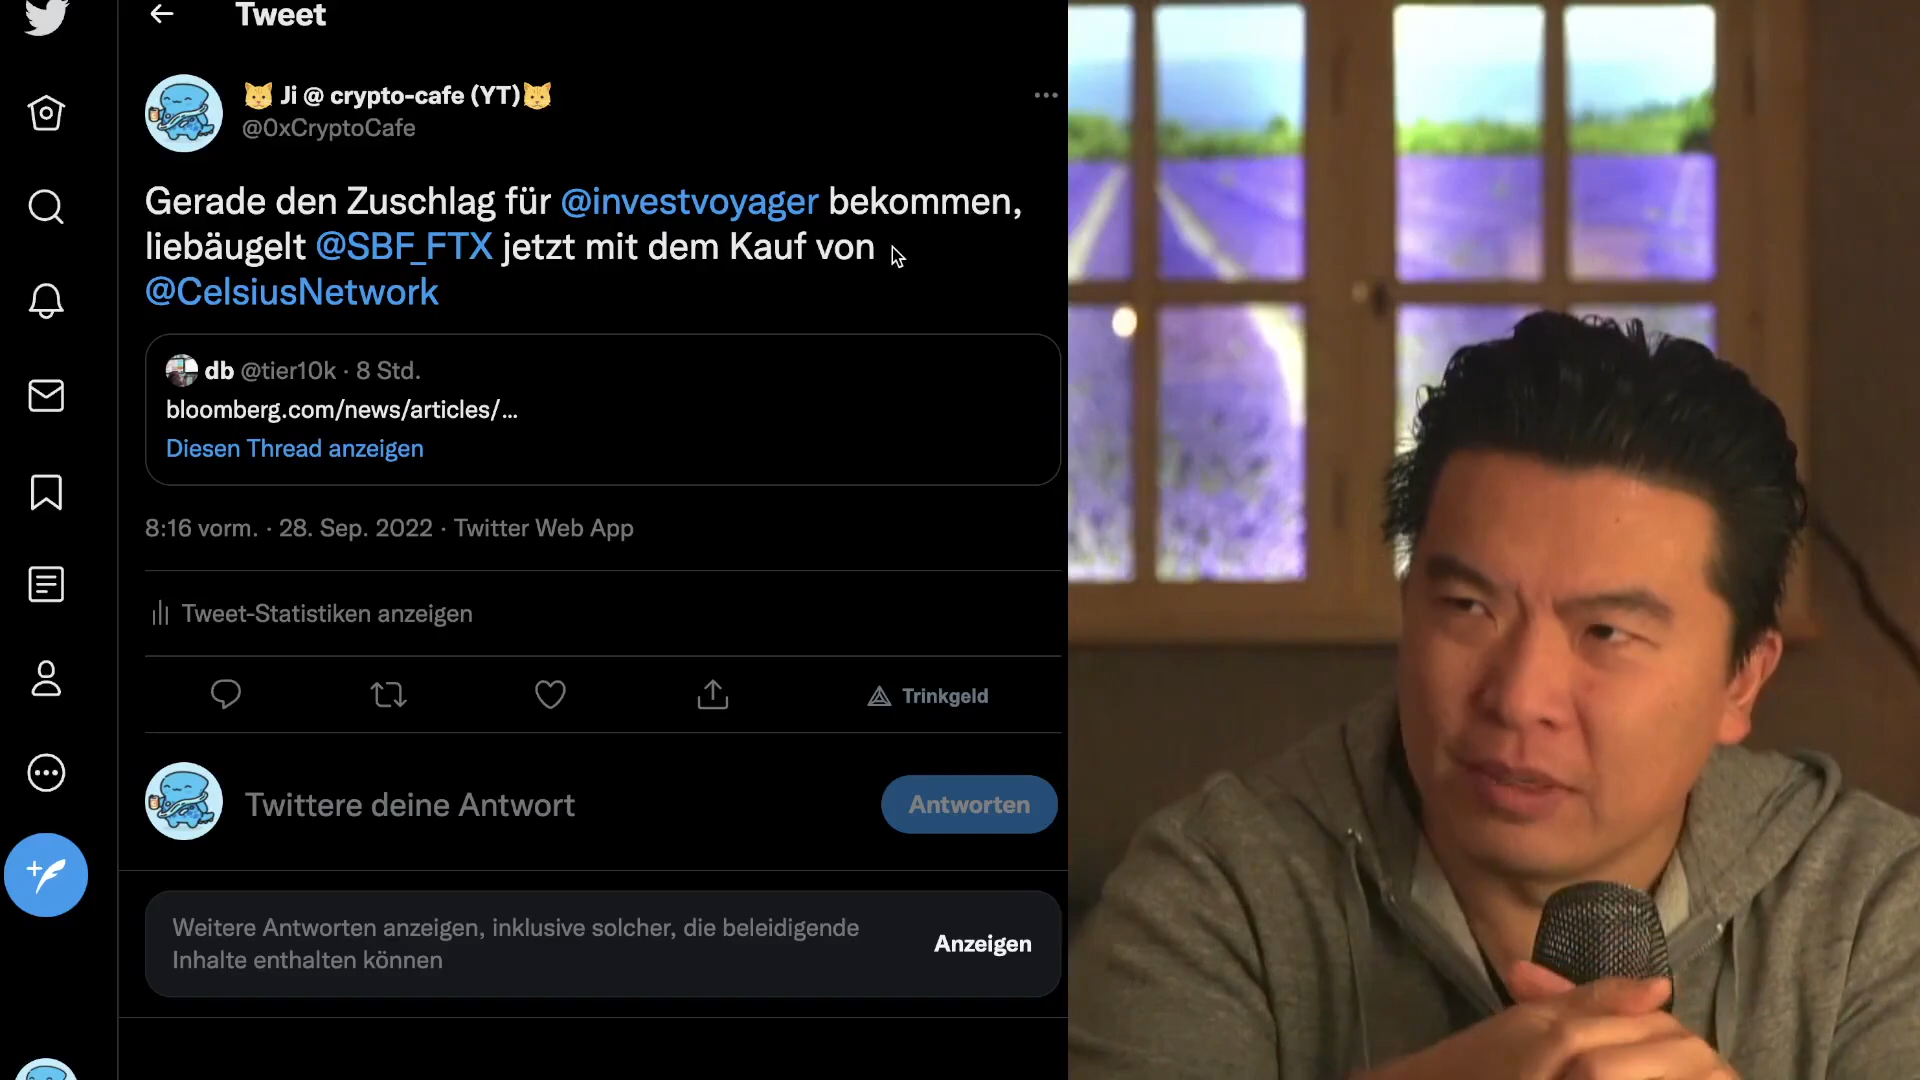 Tweet
🐱 Ji @ crypto-cafe (YT)🐱
@0xCryptoCafe
Gerade den Zuschlag für @investvoyager bekommen,
liebäugelt @SBF_FTX jetzt mit dem Kauf von
@CelsiusNetwork
db @tier10k · 8 Std.
bloomberg.com/news/articles/...
Diesen Thread anzeigen
8:16 vorm. · 28. Sep. 2022 · Twitter Web App
Tweet-Statistiken anzeigen
Trinkgeld
Twittere deine Antwort
Antworten
Weitere Antworten anzeigen, inklusive solcher, die beleidigende
Inhalte enthalten können
Anzeigen